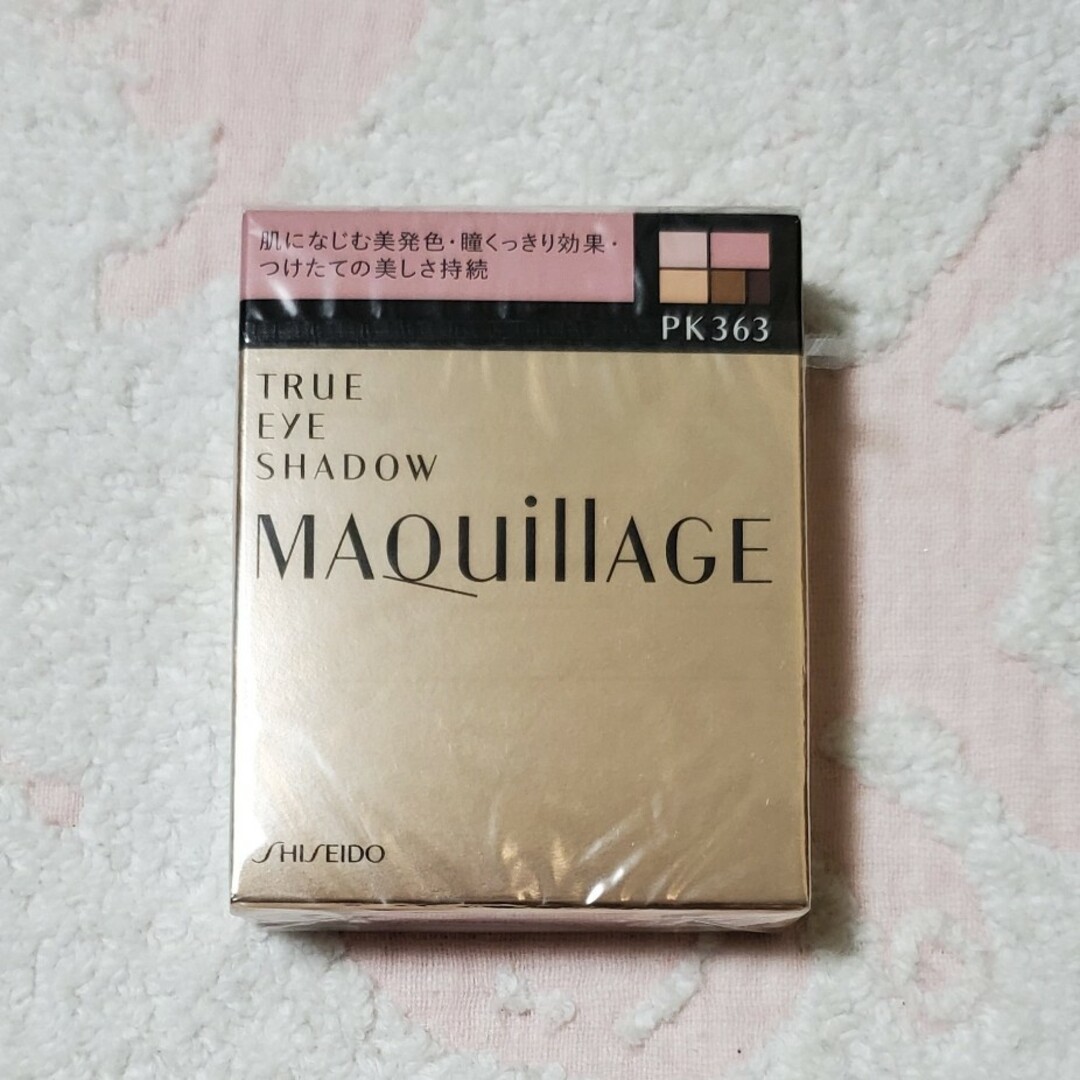 肌になじむ美発色・瞳くっきり効果・
つけたての美しさ持続
PK363
TRUE
EYE
SHADOW
MAQuillAGE
SHISEIDO